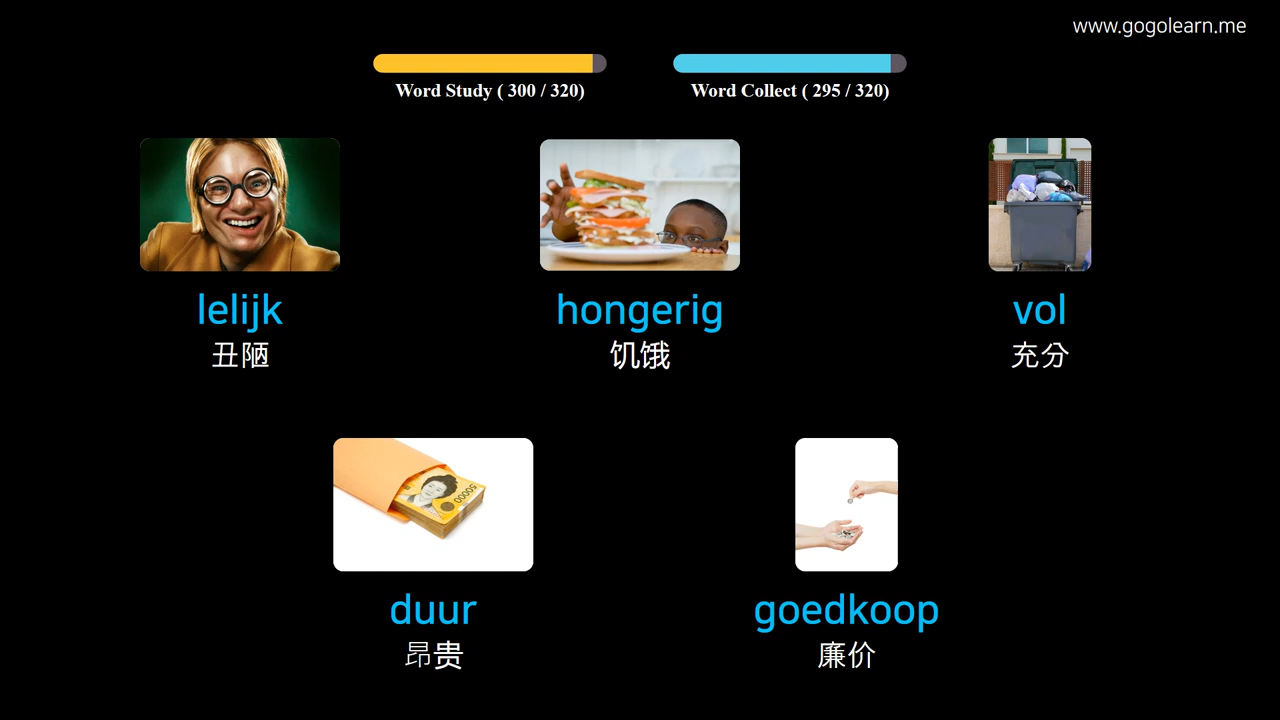 www.gogolearn.me
Word Study ( 300 / 320)
Word Collect ( 295 / 320)
lelijk
丑陋
hongerig
饥饿
vol
充分
50000
duur
昂贵
goedkoop
廉价